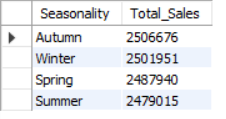 Seasonality Total_Sales
Autumn 2506676
Winter 2501951
Spring 2487940
Summer 2479015